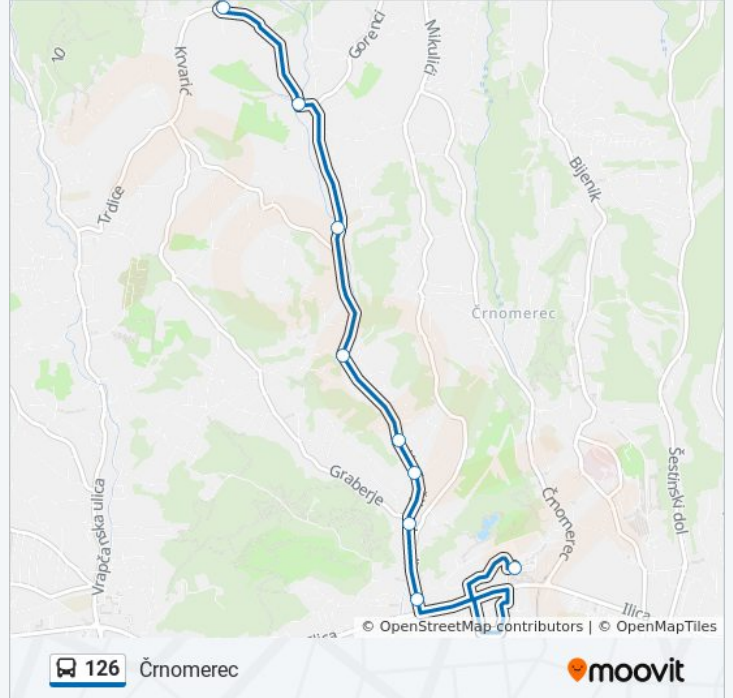 10
Krvarić
Gorenci
Mikulići
Trdice
Bijenik
Črnomerec
Graberje
Vrapčanska ulica
Črnomerec
Šestinski dol
Ilica
© OpenStreetMap contributors | © OpenMapTiles
126 Črnomerec
moovit